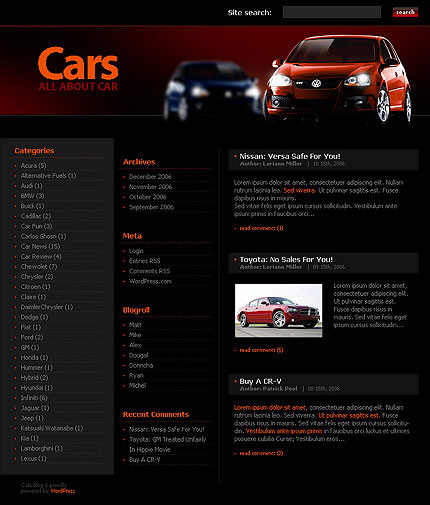 Site search:
search
Cars
ALL ABOUT CAR
Categories
Acura (5)
Alternative Fuels (1)
Audi (1)
BMW (3)
Buick (1)
Cadillac (2)
Car Fun (3)
Carlos Ghosn (1)
Car News (15)
Car Review (4)
Chevrolet (7)
Chrysler (2)
Citroen (1)
Claire (1)
DaimlerChrysler (1)
Dodge (1)
Fiat (1)
Ford (2)
GM (1)
Honda (1)
Hummer (1)
Hybrid (2)
Hyundai (1)
Infiniti (6)
Jaguar (1)
Jeep (1)
Katsuaki Watanabe (1)
Kia (1)
Lamborghini (1)
Lexus (1)
Archives
December 2006
November 2006
October 2006
September 2006
Meta
Login
Entries RSS
Comments RSS
WordPress.com
Blogroll
Matt
Mike
Alex
Dougal
Donncha
Ryan
Michel
Recent Comments
Nissan: Versa Safe For You!
Toyota: GM Treated Unfairly
In Hippie Movie
Buy A CR-V
Nissan: Versa Safe For You!
Author: Loriann Miller | 10 15th, 2006
Lorem ipsum dolor sit amet, consectetuer adipiscing elit. Nullam
rutrum lacinia leo. Sed viverra. Ut pulvinar sagittis est. Fusce
dapibus risus in mauris.
Sed vitae felis eget ipsum cursus sollicitudin. Vestibulum ante
ipsum primis in faucibus orci...
read comments (3)
Toyota: No Sales For You!
Author: Loriann Miller | 09 15th, 2006
Lorem ipsum dolor sit amet,
consectetuer adipiscing elit.
Ut pulvinar sagittis est.
Fusce dapibus risus in
mauris. Sed vitae felis eget
ipsum cursus sollicitudin...
read comments (5)
Buy A CR-V
Author: Patrick Pool | 08 15th, 2006
Lorem ipsum dolor sit amet, consectetuer adipiscing elit. Nullam
rutrum lacinia leo. Sed viverra. Ut pulvinar sagittis est. Fusce
dapibus risus in mauris. Sed vitae felis eget ipsum cursus sollicitu-
din. Vestibulum ante ipsum primis in faucibus orci luctus et ultrices
posuere cubilia Curae; Vestibulum eros...
read comments (2)
Cars blog is proudly
powered by WordPress